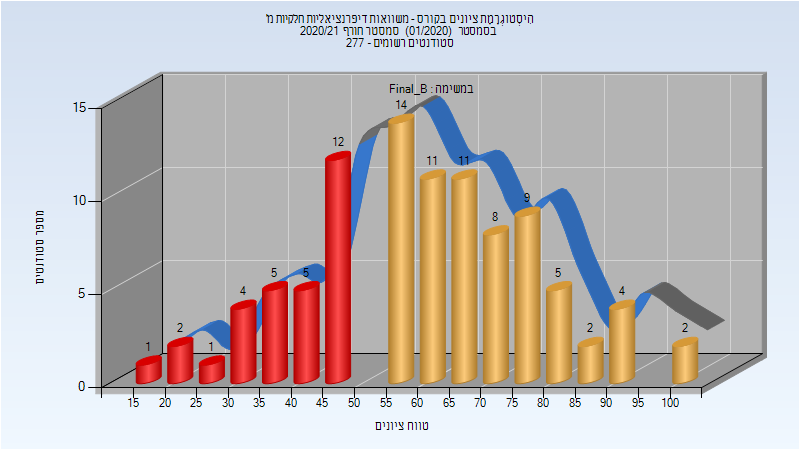 הִיסְטוֹגְרָמַת ציונים בקורס - משוואות דיפרנציאליות חלקיות מ'
בסמסטר (01/2020) סמסטר חורף 2020/21
סטודנטים רשומים - 277
במשימה : Final_B
מספר סטודנטים
15
10
5
0
1
2
1
4
5
5
12
14
11
11
8
9
5
2
4
2
15 20 25 30 35 40 45 50 55 60 65 70 75 80 85 90 95 100
טווח ציונים